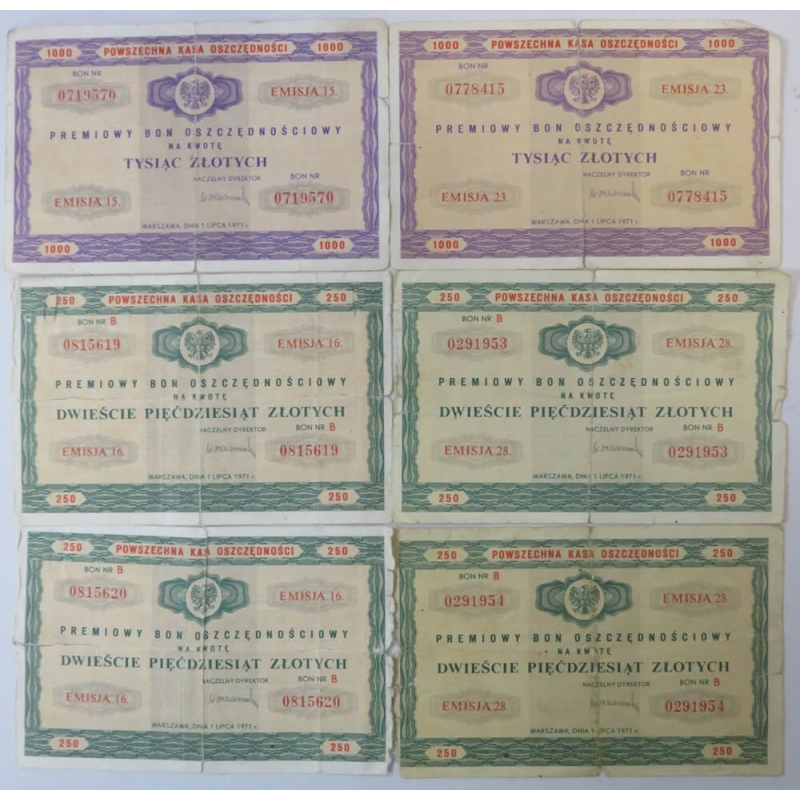 1000 POWSZECHNA KASA OSZCZĘDNOŚCI 1000
BON NR
0719570 EMISJA 15.
PREMIOWY BON OSZCZĘDNOŚCIOWY
NA KWOTĘ
TYSIĄC ZŁOTYCH
NACZELNY DYREKTOR BON NR
EMISJA 15. 0719570
WARSZAWA, DNIA 1 LIPCA 1971 r.
1000 1000
1000 POWSZECHNA KASA OSZCZĘDNOŚCI 1000
BON NR
0778415 EMISJA 23.
PREMIOWY BON OSZCZĘDNOŚCIOWY
NA KWOTĘ
TYSIĄC ZŁOTYCH
NACZELNY DYREKTOR BON NR
EMISJA 23. 0778415
WARSZAWA, DNIA 1 LIPCA 1971 r.
1000 1000
250 POWSZECHNA KASA OSZCZĘDNOŚCI 250
BON NR B
0815619 EMISJA 16.
PREMIOWY BON OSZCZĘDNOŚCIOWY
NA KWOTĘ
DWIEŚCIE PIĘĆDZIESIĄT ZŁOTYCH
NACZELNY DYREKTOR BON NR B
EMISJA 16. 0815619
WARSZAWA, DNIA 1 LIPCA 1971 r.
250 250
250 POWSZECHNA KASA OSZCZĘDNOŚCI 250
BON NR B
0291953 EMISJA 28.
PREMIOWY BON OSZCZĘDNOŚCIOWY
NA KWOTĘ
DWIEŚCIE PIĘĆDZIESIĄT ZŁOTYCH
NACZELNY DYREKTOR BON NR B
EMISJA 28. 0291953
WARSZAWA, DNIA 1 LIPCA 1971 r.
250 250
250 POWSZECHNA KASA OSZCZĘDNOŚCI 250
BON NR B
0815620 EMISJA 16.
PREMIOWY BON OSZCZĘDNOŚCIOWY
NA KWOTĘ
DWIEŚCIE PIĘĆDZIESIĄT ZŁOTYCH
NACZELNY DYREKTOR BON NR B
EMISJA 16. 0815620
WARSZAWA, DNIA 1 LIPCA 1971 r.
250 250
250 POWSZECHNA KASA OSZCZĘDNOŚCI 250
BON NR B
0291954 EMISJA 28.
PREMIOWY BON OSZCZĘDNOŚCIOWY
NA KWOTĘ
DWIEŚCIE PIĘĆDZIESIĄT ZŁOTYCH
NACZELNY DYREKTOR BON NR B
EMISJA 28. 0291954
WARSZAWA, DNIA 1 LIPCA 1971 r.
250 250